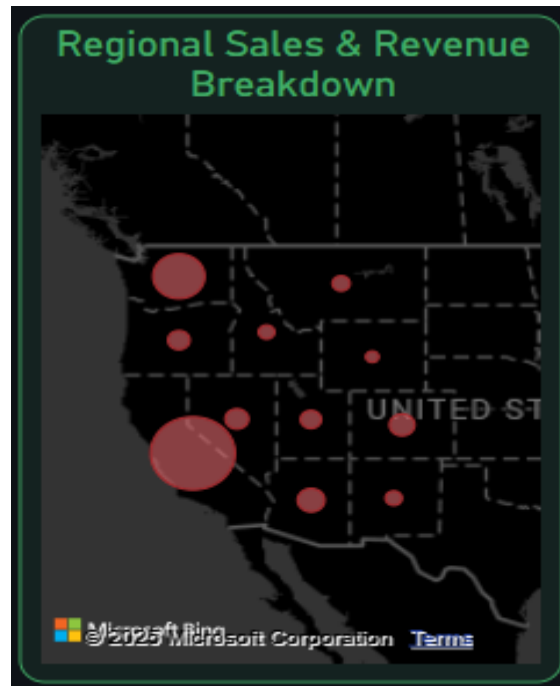 Regional Sales & Revenue
Breakdown
UNITED ST
Microsoft Bing
© 2025 Microsoft Corporation Terms